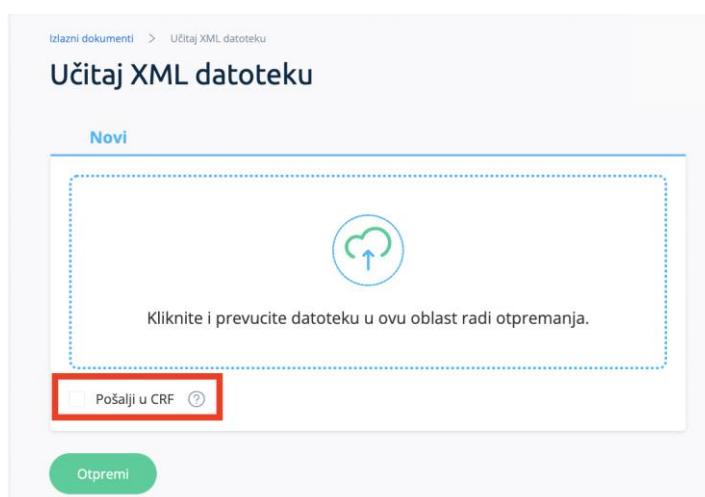 Izlazni dokumenti > Učitaj XML datoteku
Učitaj XML datoteku
Novi
Kliknite i prevucite datoteku u ovu oblast radi otpremanja.
Pošalji u CRF ?
Otpremi